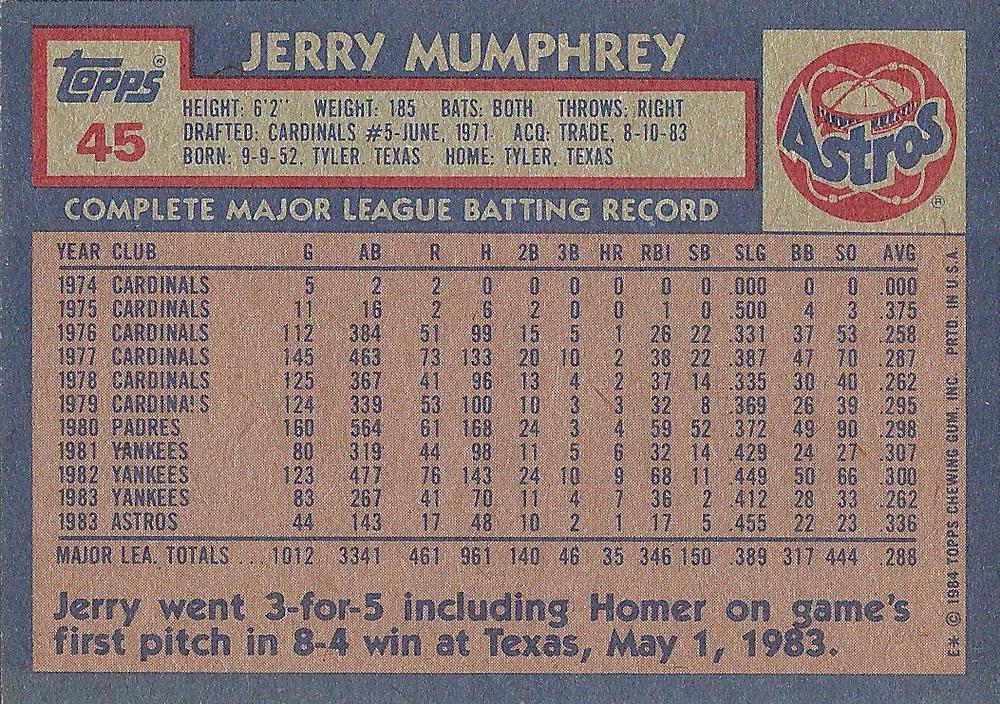 JERRY MUMPHREY
Topps®
45
HEIGHT: 6'2" WEIGHT: 185 BATS: BOTH THROWS: RIGHT
DRAFTED: CARDINALS #5-JUNE, 1971. ACQ: TRADE, 8-10-83
BORN: 9-9-52, TYLER, TEXAS HOME: TYLER, TEXAS
Astros
®
COMPLETE MAJOR LEAGUE BATTING RECORD
YEAR CLUB G AB R H 2B 3B HR RBI SB SLG BB SO AVG
1974 CARDINALS 5 2 2 0 0 0 0 0 0 .000 0 0 .000
1975 CARDINALS 11 16 2 6 2 0 0 1 0 .500 4 3 .375
1976 CARDINALS 112 384 51 99 15 5 1 26 22 .331 37 53 .258
1977 CARDINALS 145 463 73 133 20 10 2 38 22 .387 47 70 .287
1978 CARDINALS 125 367 41 96 13 4 2 37 14 .335 30 40 .262
1979 CARDINALS 124 339 53 100 10 3 3 32 8 .369 26 39 .295
1980 PADRES 160 564 61 168 24 3 4 59 52 .372 49 90 .298
1981 YANKEES 80 319 44 98 11 5 6 32 14 .429 24 27 .307
1982 YANKEES 123 477 76 143 24 10 9 68 11 .449 50 66 .300
1983 YANKEES 83 267 41 70 11 4 7 36 2 .412 28 33 .262
1983 ASTROS 44 143 17 48 10 2 1 17 5 .455 22 23 .336
MAJOR LEA. TOTALS ... 1012 3341 461 961 140 46 35 346 150 .389 317 444 .288
Jerry went 3-for-5 including Homer on game's
first pitch in 8-4 win at Texas, May 1, 1983.
E* © 1984 TOPPS CHEWING GUM, INC. PRTD. IN U.S.A.